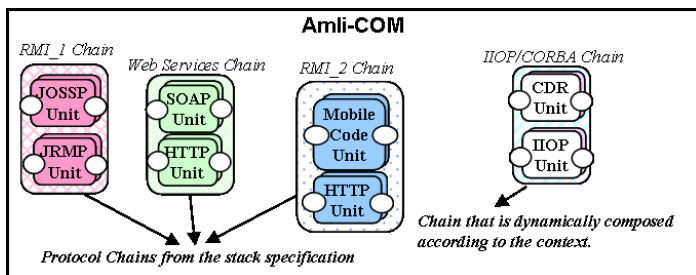 Amli-COM
RMI_1 Chain
Web Services Chain
RMI_2 Chain
IIOP/CORBA Chain
JOSSP
Unit
JRMP
Unit
SOAP
Unit
HTTP
Unit
Mobile
Code
Unit
HTTP
Unit
CDR
Unit
IIOP
Unit
Protocol Chains from the stack specification
Chain that is dynamically composed
according to the context.